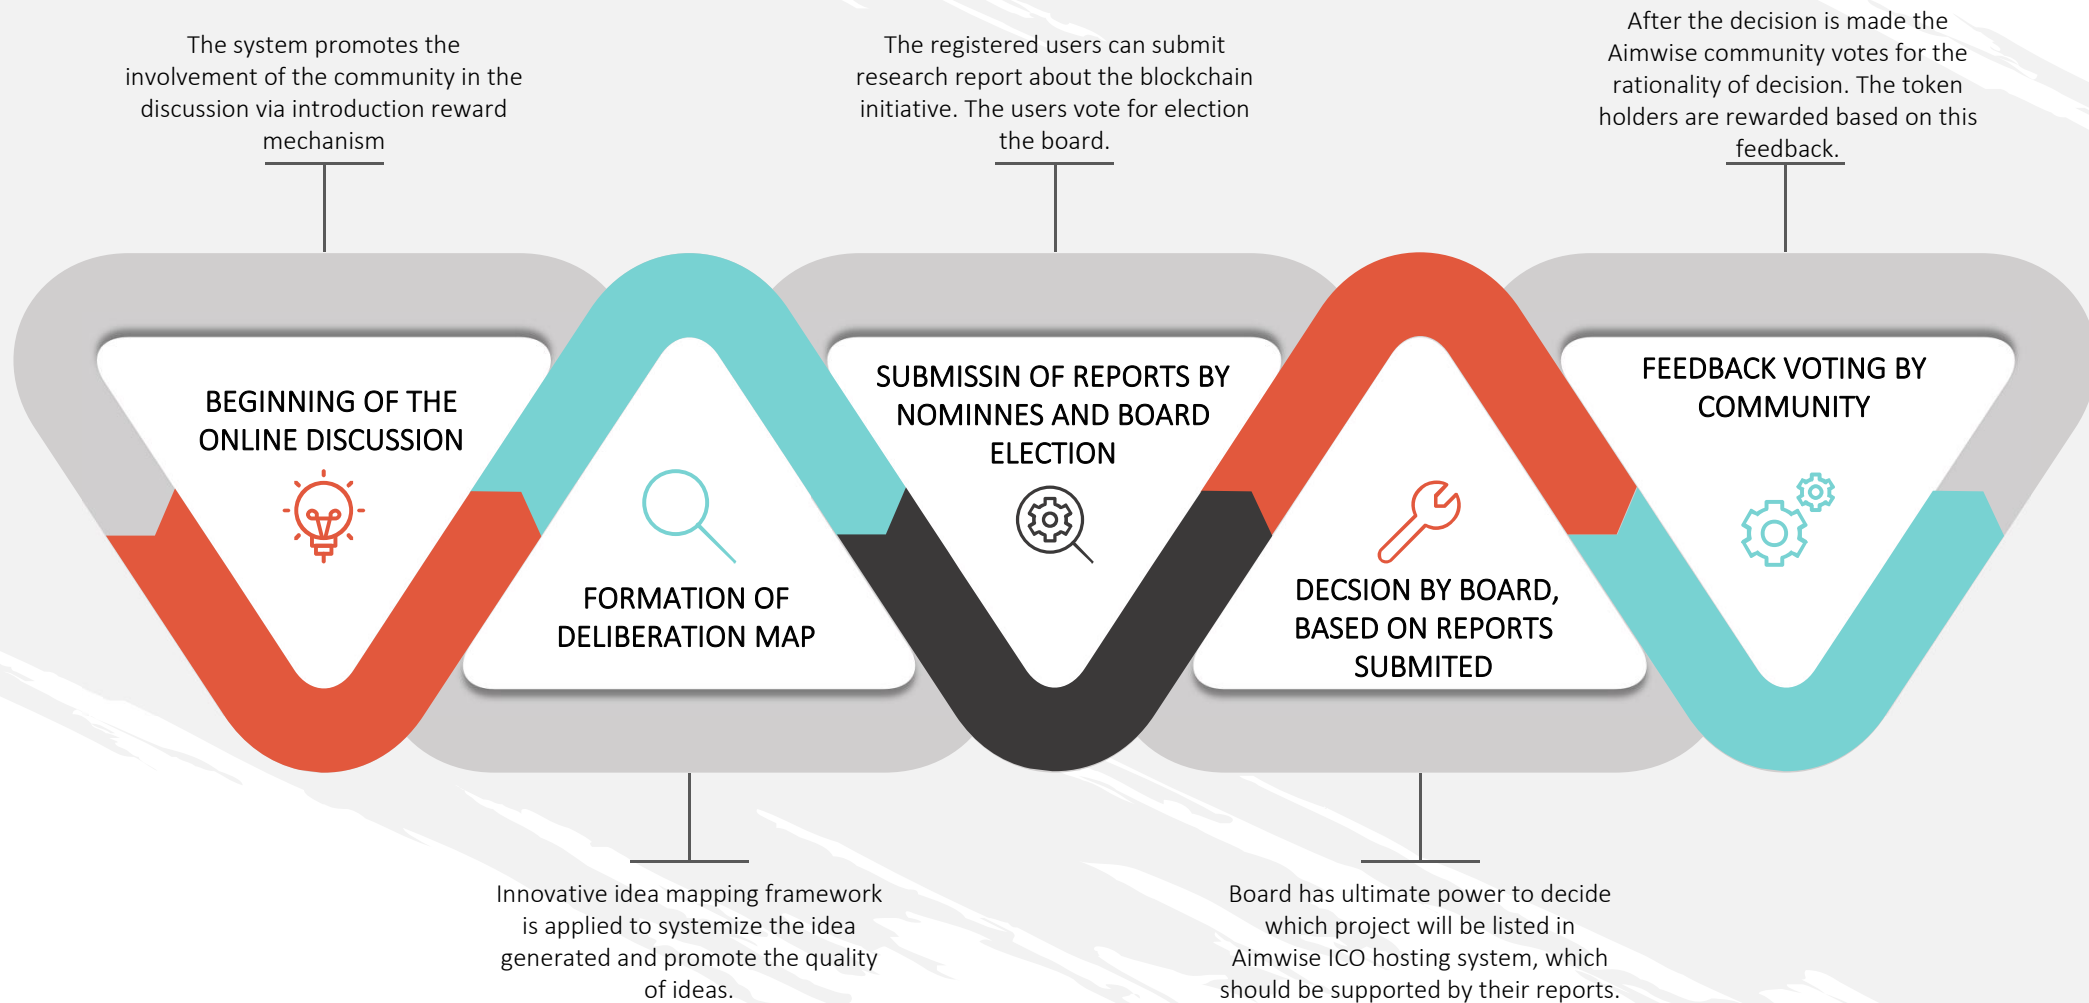 The system promotes the
involvement of the community in the
discussion via introduction reward
mechanism
The registered users can submit
research report about the blockchain
initiative. The users vote for election
the board.
After the decision is made the
Aimwise community votes for the
rationality of decision. The token
holders are rewarded based on this
feedback.
BEGINNING OF THE
ONLINE DISCUSSION
FORMATION OF
DELIBERATION MAP
SUBMISSIN OF REPORTS BY
NOMINNES AND BOARD
ELECTION
DECSION BY BOARD,
BASED ON REPORTS
SUBMITED
FEEDBACK VOTING BY
COMMUNITY
Innovative idea mapping framework
is applied to systemize the idea
generated and promote the quality
of ideas.
Board has ultimate power to decide
which project will be listed in
Aimwise ICO hosting system, which
should be supported by their reports.